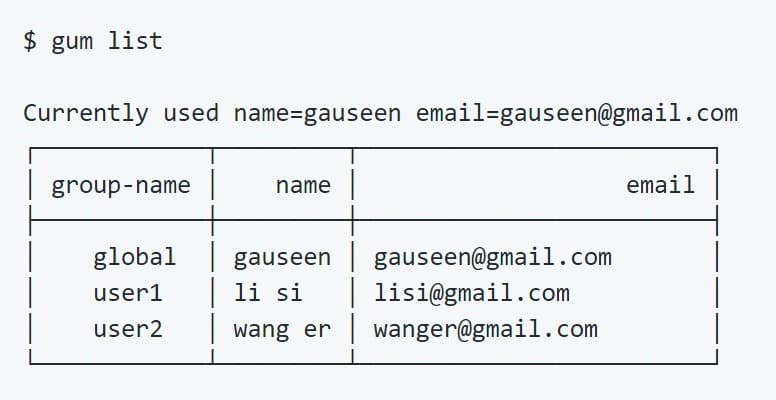 $ gum list
Currently used name=gauseen email=gauseen@gmail.com
group-name name email
global gauseen gauseen@gmail.com
user1 li si lisi@gmail.com
user2 wang er wanger@gmail.com